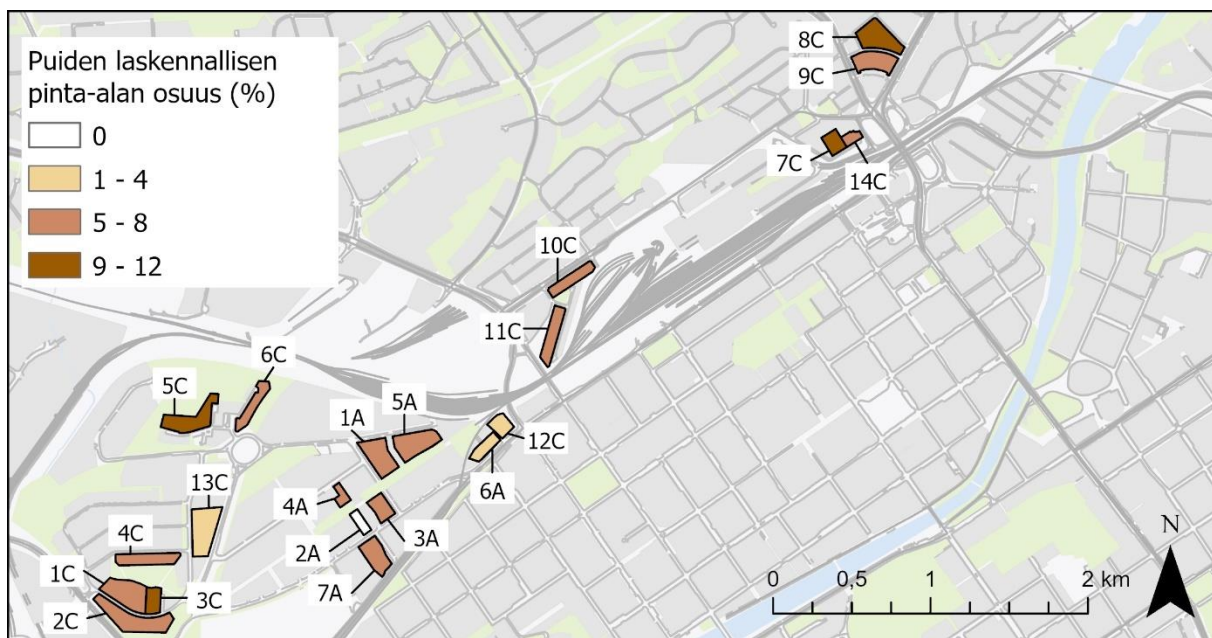 Puiden laskennallisen
pinta-alan osuus (%)
0
1 - 4
5 - 8
9 - 12
8C
9C
7C
14C
10C
11C
6C
5C
1A
5A
12C
6A
13C
4A
3A
2A
4C
7A
1C
3C
2C
N
0 0,5 1 2 km